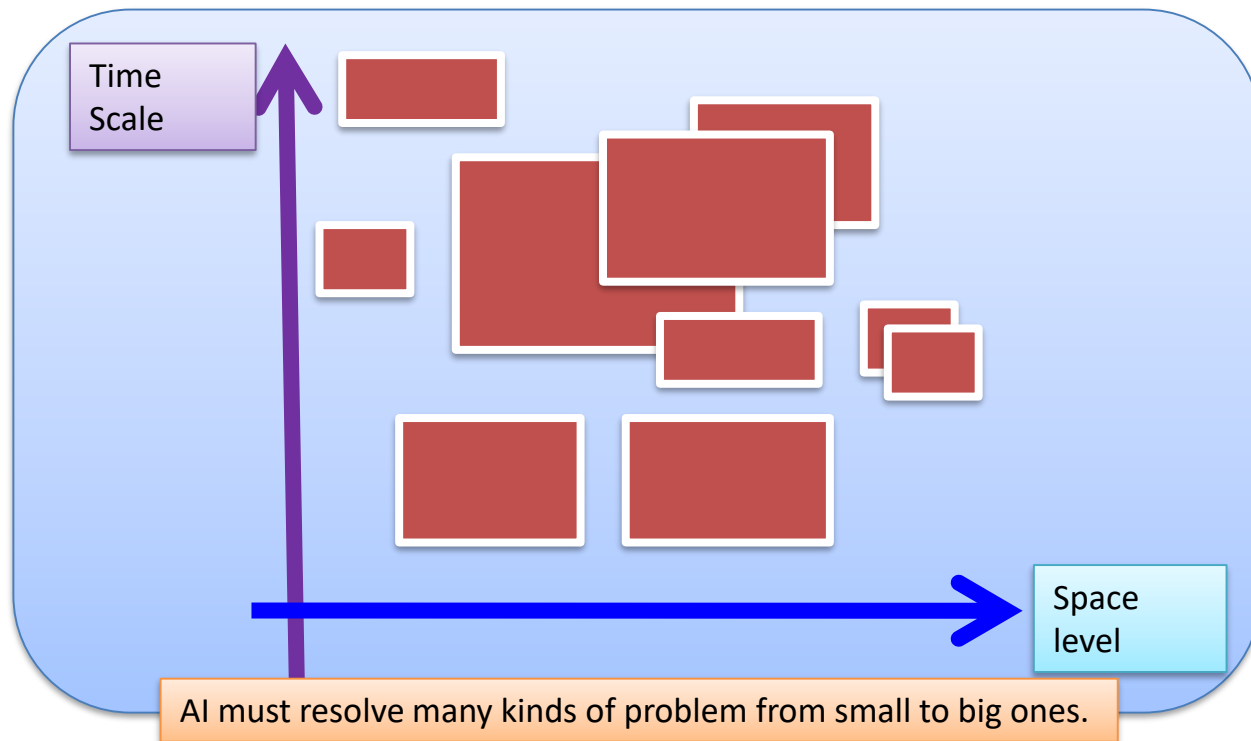 Time
Scale
Space
level
AI must resolve many kinds of problem from small to big ones.